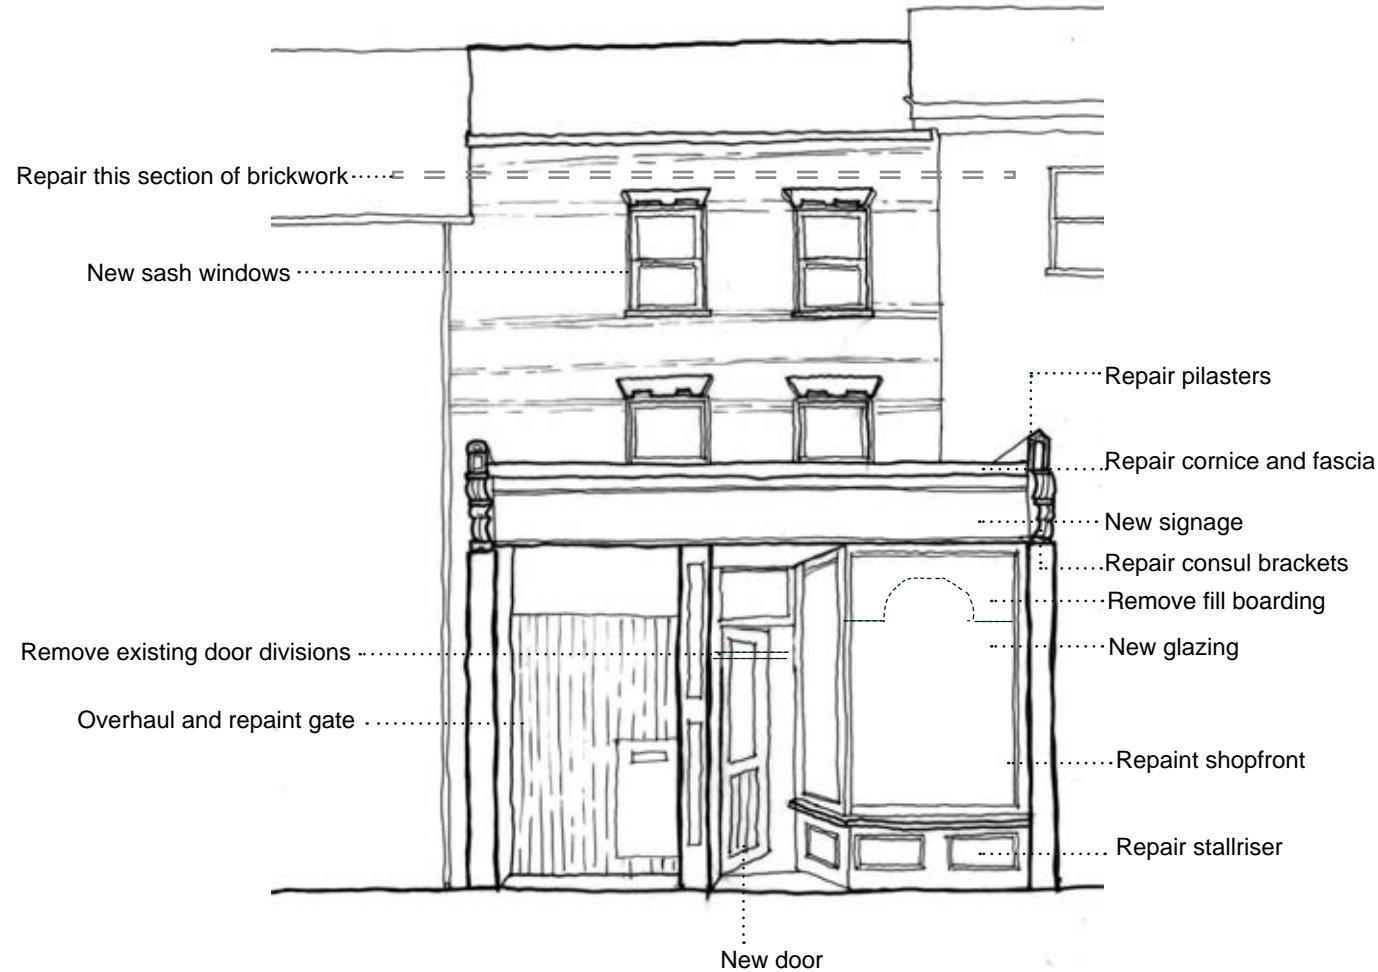 Repair this section of brickwork
New sash windows
Repair pilasters
Repair cornice and fascia
New signage
Repair consul brackets
Remove fill boarding
New glazing
Remove existing door divisions
Overhaul and repaint gate
Repaint shopfront
Repair stallriser
New door